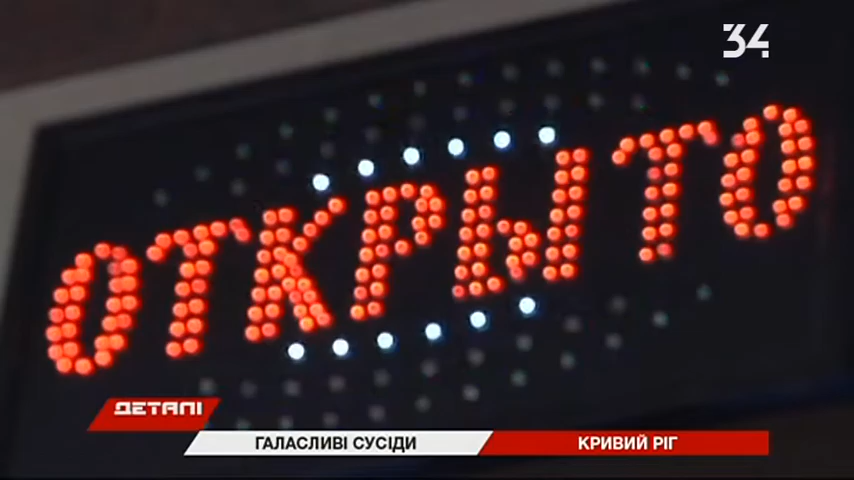 34
ОТКРЫТО
ДЕТАЛІ
ГАЛАСЛИВІ СУСІДИ
КРИВИЙ РІГ